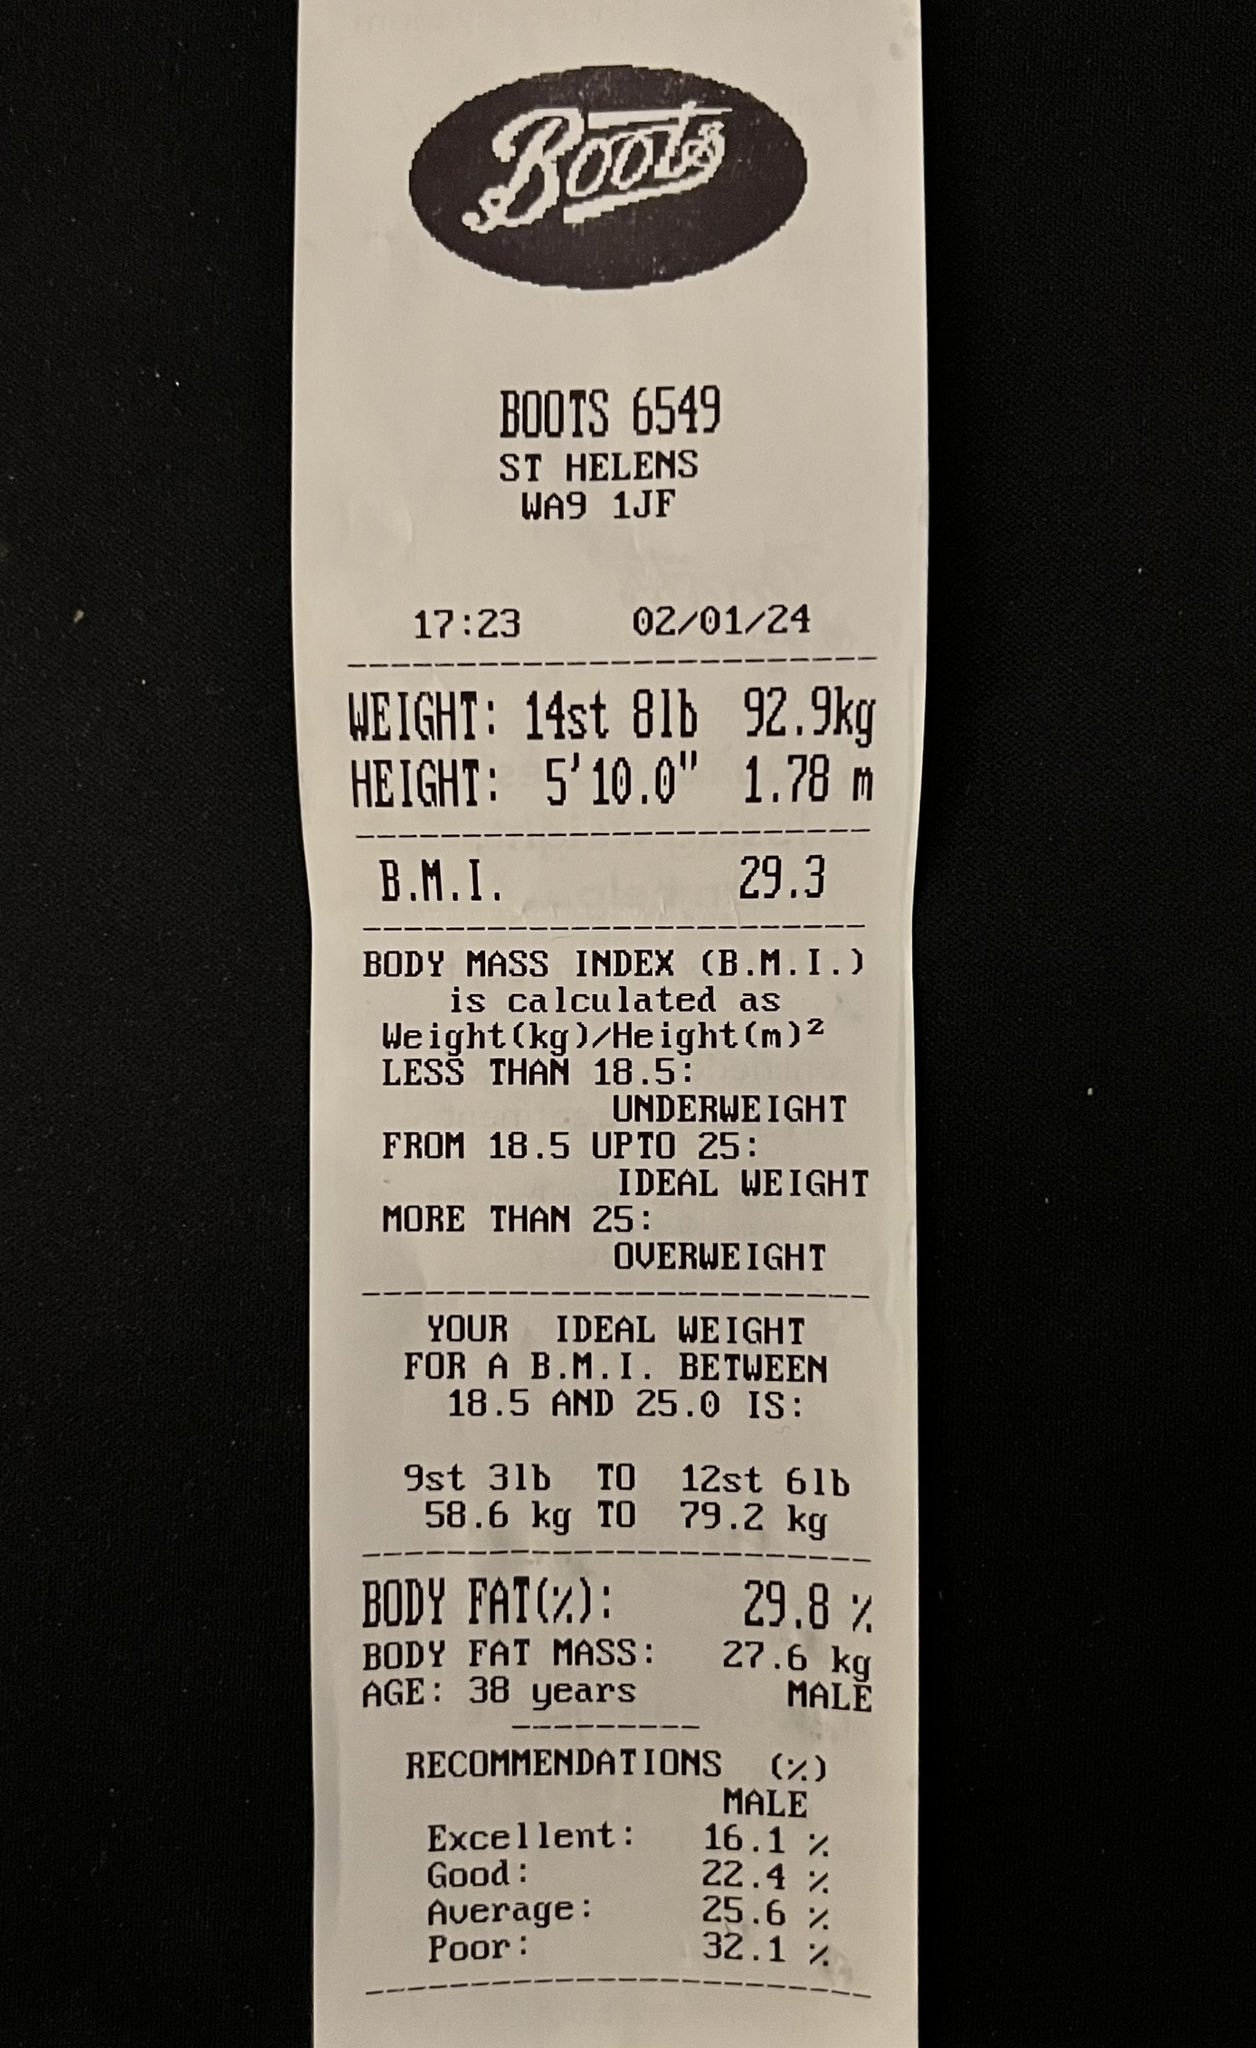 Boots
BOOTS 6549
ST HELENS
WA9 1JF
17:23 02/01/24
WEIGHT: 14st 8lb 92.9kg
HEIGHT: 5'10.0" 1.78 m
B.M.I. 29.3
BODY MASS INDEX (B.M.I.)
is calculated as
Weight(kg)/Height(m)²
LESS THAN 18.5:
UNDERWEIGHT
FROM 18.5 UPTO 25:
IDEAL WEIGHT
MORE THAN 25:
OVERWEIGHT
YOUR IDEAL WEIGHT
FOR A B.M.I. BETWEEN
18.5 AND 25.0 IS:
9st 3lb TO 12st 6lb
58.6 kg TO 79.2 kg
BODY FAT(%): 29.8 %
BODY FAT MASS: 27.6 kg
AGE: 38 years MALE
RECOMMENDATIONS (%)
MALE
Excellent: 16.1 %
Good: 22.4 %
Average: 25.6 %
Poor: 32.1 %